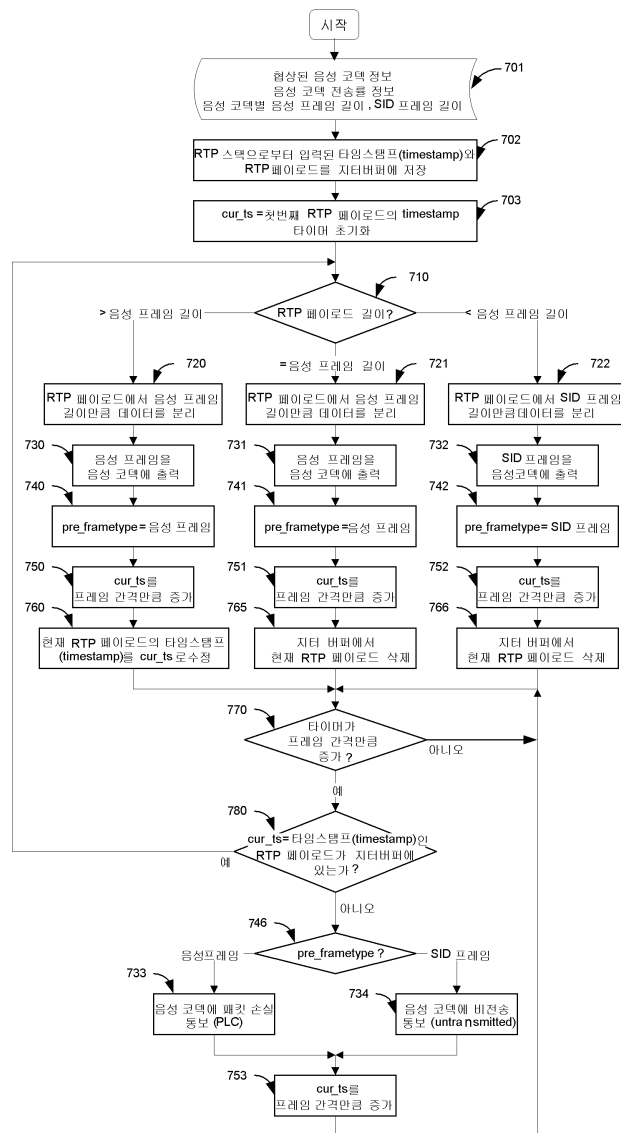 시작
협상된 음성 코덱 정보
음성 코덱 전송률 정보
음성 코덱별 음성 프레임 길이, SID 프레임 길이
701
702
RTP 스택으로부터 입력된 타임스탬프(timestamp)와
RTP 페이로드를 지터버퍼에 저장
703
cur_ts =첫번째 RTP 페이로드의 timestamp
타이머 초기화
710
RTP 페이로드 길이?
> 음성 프레임 길이
= 음성 프레임 길이
< 음성 프레임 길이
720
RTP 페이로드에서 음성 프레임
길이만큼 데이터를 분리
721
RTP 페이로드에서 음성 프레임
길이만큼 데이터를 분리
722
RTP 페이로드에서 SID 프레임
길이만큼데이터를 분리
730
음성 프레임을
음성 코덱에 출력
731
음성 프레임을
음성 코덱에 출력
732
SID 프레임을
음성코덱에 출력
740
pre_frametype= 음성 프레임
741
pre_frametype=음성 프레임
742
pre_frametype= SID 프레임
750
cur_ts를
프레임 간격만큼 증가
751
cur_ts를
프레임 간격만큼 증가
752
cur_ts를
프레임 간격만큼 증가
760
현재 RTP 페이로드의 타임스탬프
(timestamp)를 cur_ts 로수정
765
지터 버퍼에서
현재 RTP 페이로드 삭제
766
지터 버퍼에서
현재 RTP 페이로드 삭제
770
타이머가
프레임 간격만큼
증가?
아니오
예
780
cur_ts=타임스탬프(timestamp)인
RTP 페이로드가 지터버퍼에
있는가?
예
아니오
746
pre_frametype ?
음성프레임
SID 프레임
733
음성 코덱에 패킷 손실
통보 (PLC)
734
음성 코덱에 비전송
통보 (untransmitted)
753
cur_ts를
프레임 간격만큼 증가